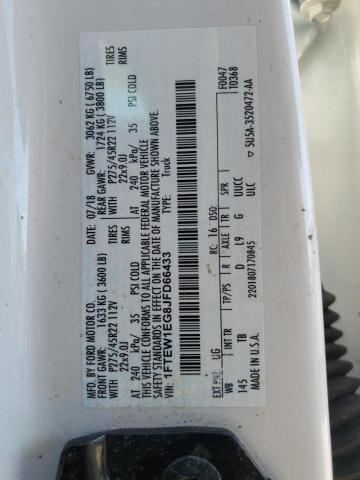 MFD. BY FORD MOTOR CO.
DATE: 07/18 GVWR: 3062 KG ( 6750 LB)
FRONT GAWR: 1633 KG ( 3600 LB) REAR GAWR: 1724 KG ( 3800 LB)
WITH P275/45R22 112V TIRES WITH P275/45R22 112V TIRES
22x9.0J RIMS 22x9.0J RIMS
AT 240 kPa/ 35 PSI COLD AT 240 kPa/ 35 PSI COLD
THIS VEHICLE CONFORMS TO ALL APPLICABLE FEDERAL MOTOR VEHICLE
SAFETY STANDARDS IN EFFECT ON THE DATE OF MANUFACTURE SHOWN ABOVE.
VIN: 1FTEW1EG8JFD66433 F0047
TYPE: Truck T0368
EXT PNT: UG RC: 16 DSO:
WB INT TR TP/PS R AXLE TR SPR
145 TB D L9 G UUCC
MADE IN U.S.A. 2201807170845 ULC ▽ 5U5A-3520472-AA